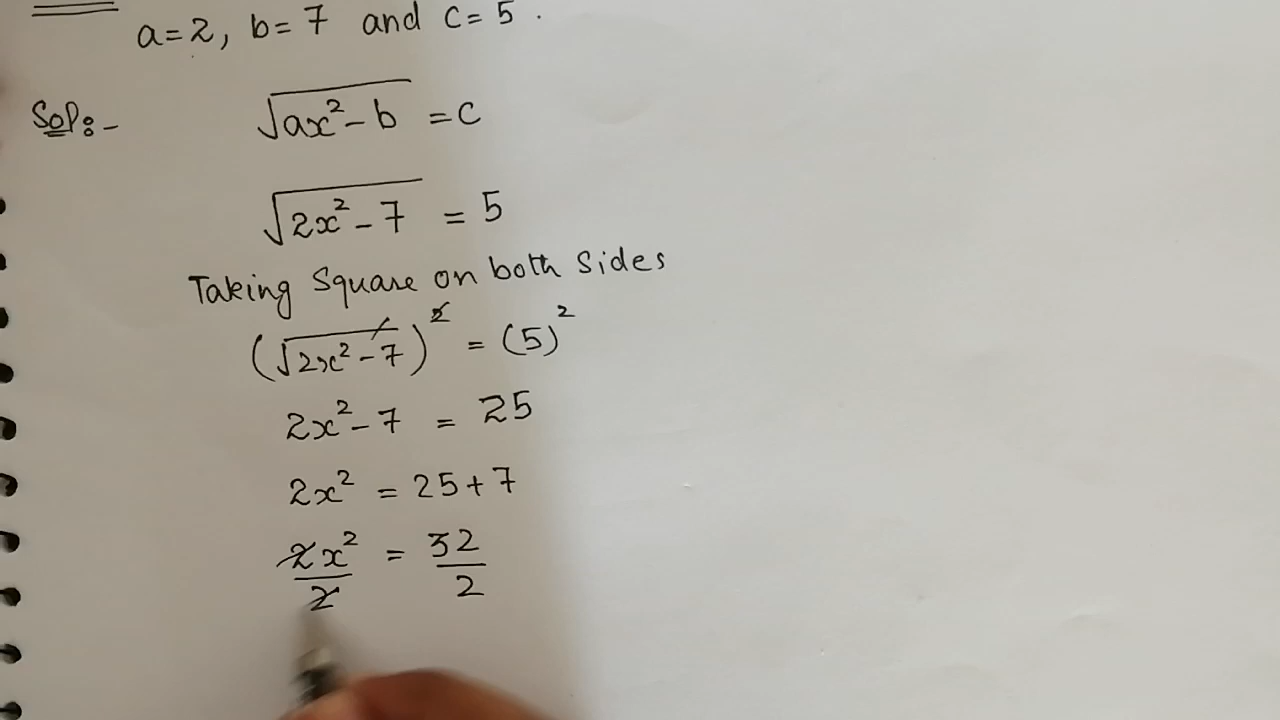 a=2, b=7 and c=5.
Sol:-
√(ax²-b) = c
√(2x²-7) = 5
Taking Square on both sides
(√(2x²-7))² = (5)²
2x²-7 = 25
2x² = 25+7
2x²/2 = 32/2